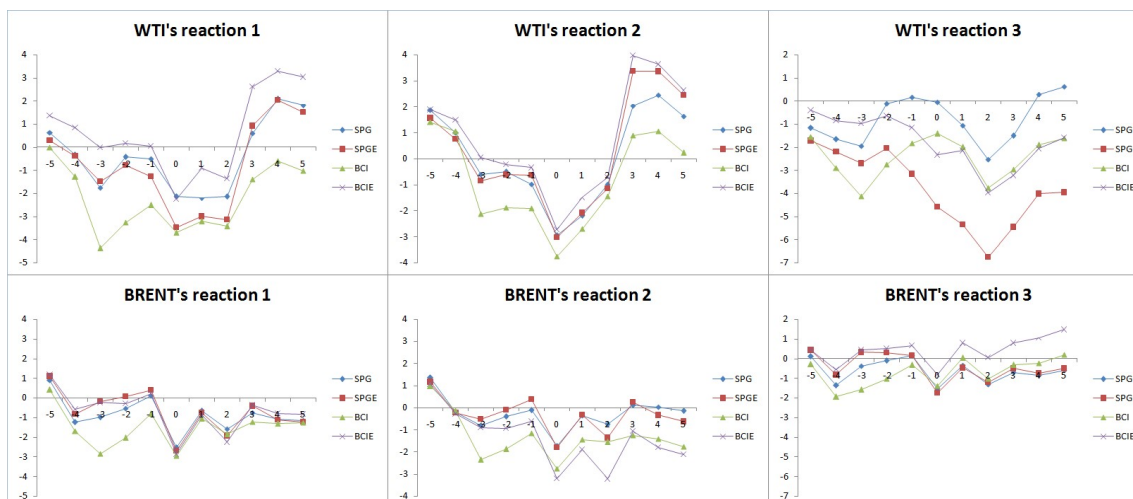 WTI's reaction 1
4
3
2
1
0
-1
-2
-3
-4
-5
-5 -4 -3 -2 -1 0 1 2 3 4 5
SPG
SPGE
BCI
BCIE
WTI's reaction 2
4
3
2
1
0
-1
-2
-3
-4
-5 -4 -3 -2 -1 0 1 2 3 4 5
SPG
SPGE
BCI
BCIE
WTI's reaction 3
2
1
0
-1
-2
-3
-4
-5
-6
-7
-5 -4 -3 -2 -1 0 1 2 3 4 5
SPG
SPGE
BCI
BCIE
BRENT's reaction 1
4
3
2
1
0
-1
-2
-3
-4
-5
-5 -4 -3 -2 -1 0 1 2 3 4 5
SPG
SPGE
BCI
BCIE
BRENT's reaction 2
4
3
2
1
0
-1
-2
-3
-4
-5 -4 -3 -2 -1 0 1 2 3 4 5
SPG
SPGE
BCI
BCIE
BRENT's reaction 3
2
1
0
-1
-2
-3
-4
-5
-6
-7
-5 -4 -3 -2 -1 0 1 2 3 4 5
SPG
SPGE
BCI
BCIE